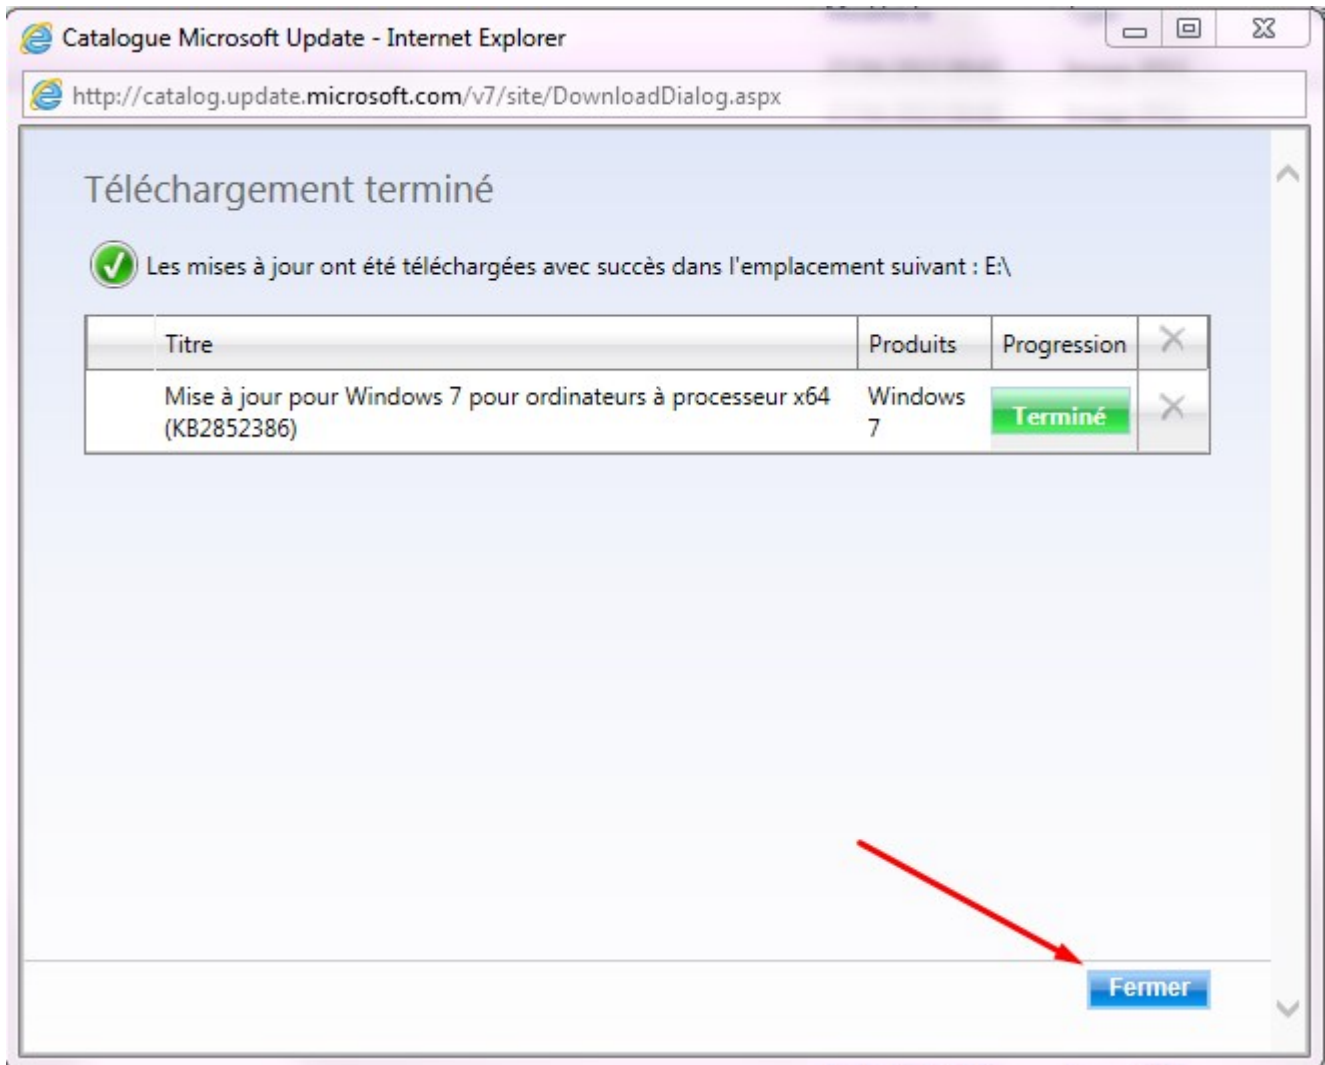 Catalogue Microsoft Update - Internet Explorer
http://catalog.update.microsoft.com/v7/site/DownloadDialog.aspx
Téléchargement terminé
Les mises à jour ont été téléchargées avec succès dans l'emplacement suivant : E:\
Titre Produits Progression
Mise à jour pour Windows 7 pour ordinateurs à processeur x64 Windows
(KB2852386) 7
Terminé
Fermer